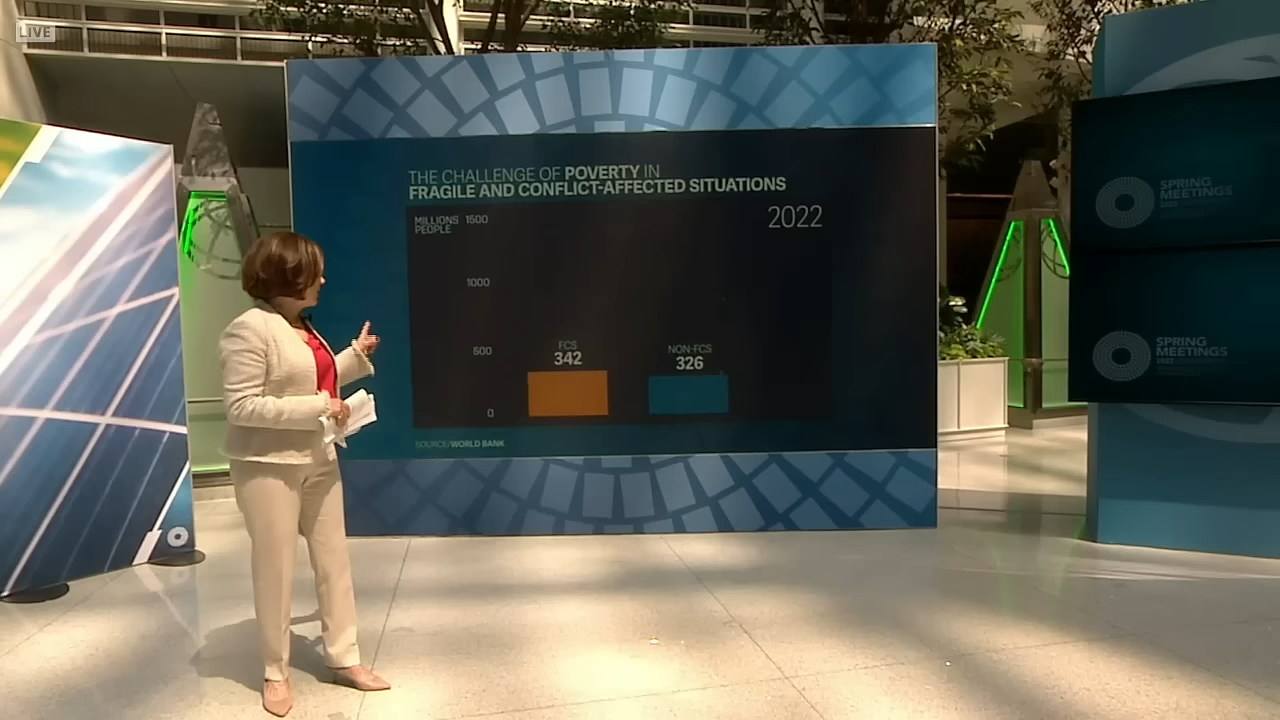 LIVE
THE CHALLENGE OF POVERTY IN
FRAGILE AND CONFLICT-AFFECTED SITUATIONS
MILLIONS
PEOPLE
1500
2022
1000
500
0
FCS
342
NON-FCS
326
SOURCE/WORLD BANK
SPRING
MEETINGS
SPRING
MEETINGS